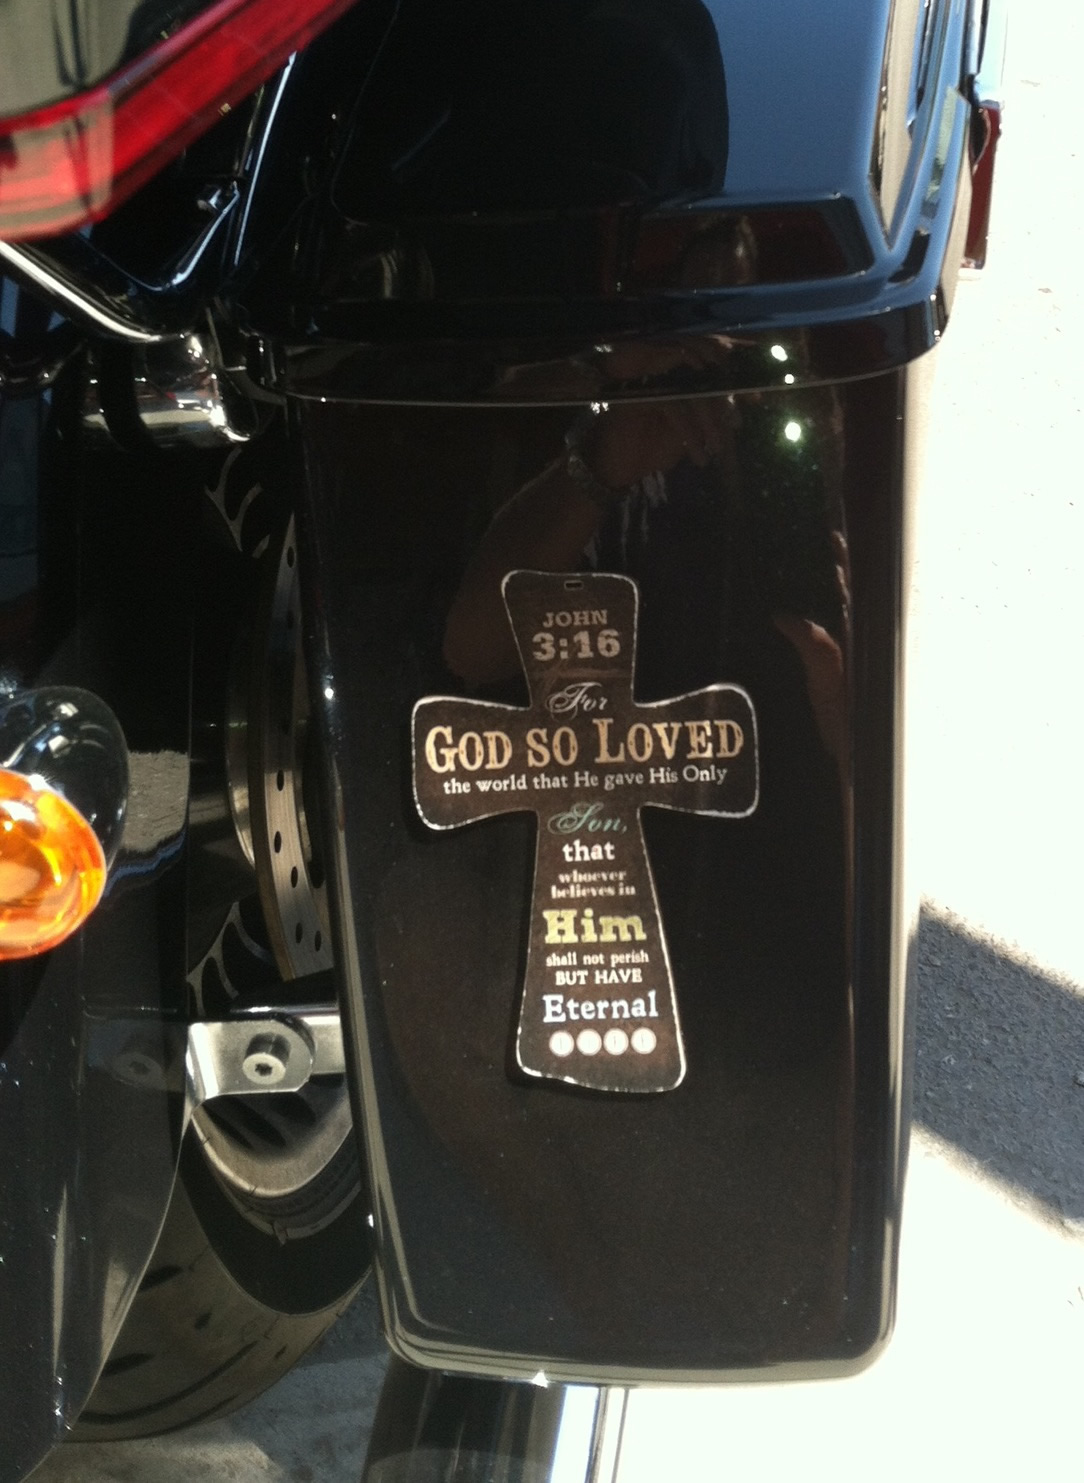 JOHN
3:16
For
GOD SO LOVED
the world that He gave His Only
Son,
that
whoever
believes in
Him
shall not perish
BUT HAVE
Eternal